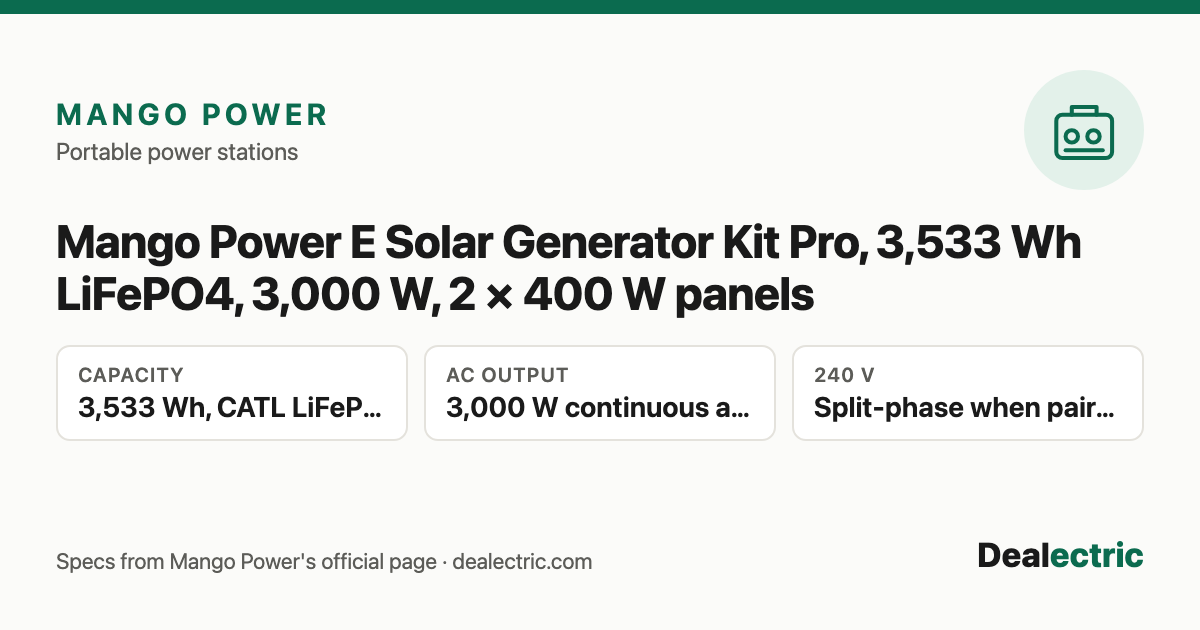 MANGO POWER
Portable power stations
Mango Power E Solar Generator Kit Pro, 3,533 Wh
LiFePO4, 3,000 W, 2 × 400 W panels
CAPACITY
3,533 Wh, CATL LiFeP...
AC OUTPUT
3,000 W continuous a...
240 V
Split-phase when pair...
Specs from Mango Power's official page · dealectric.com
Dealectric